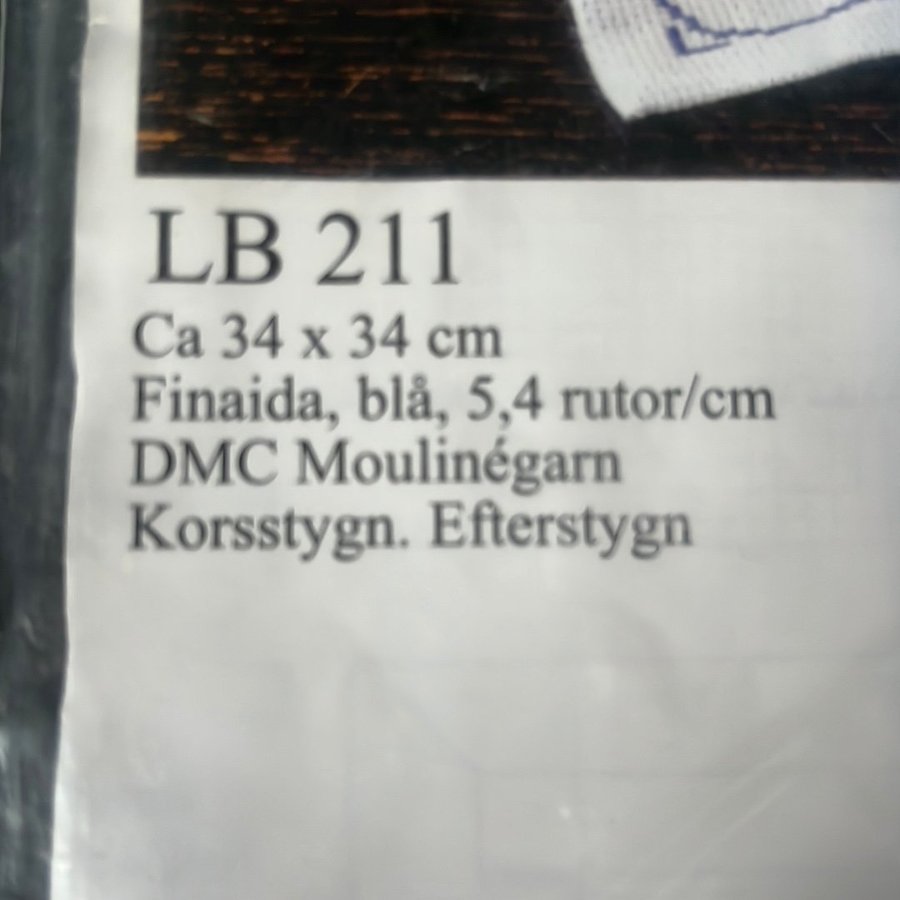 LB 211
Ca 34 x 34 cm
Finaida, blå, 5,4 rutor/cm
DMC Moulinégarn
Korsstygn. Efterstygn